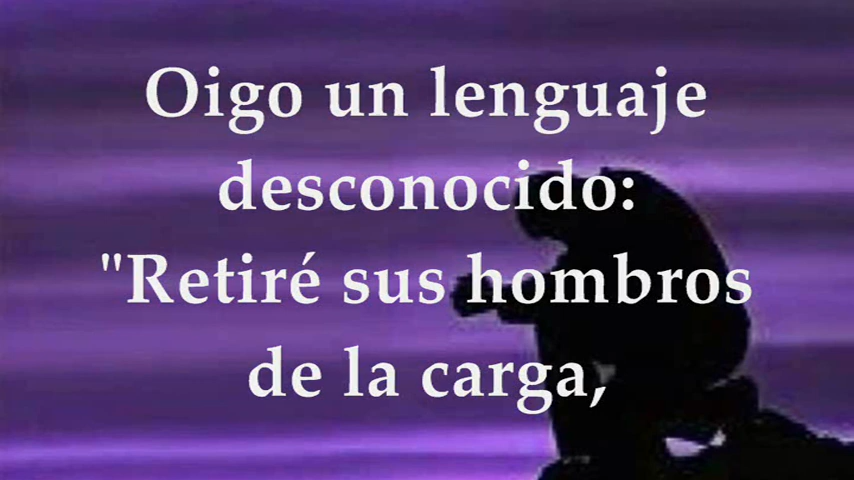 Oigo un lenguaje
desconocido:
"Retiré sus hombros
de la carga,